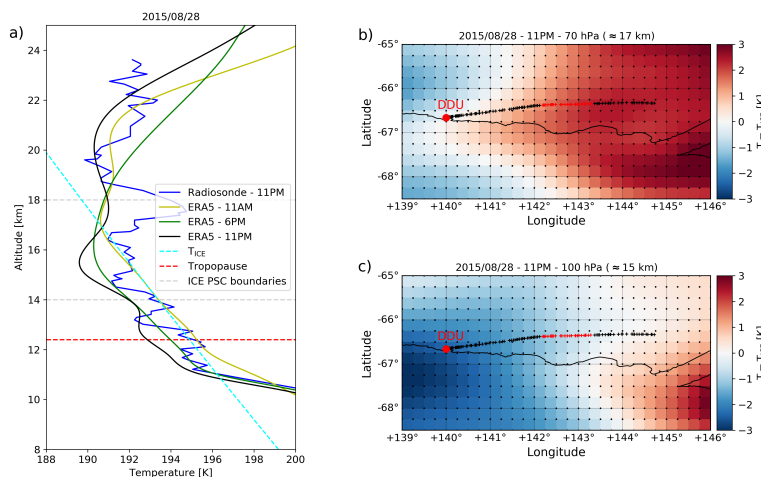 2015/08/28
a)
25
24
22
20
18
16
14
12
10
8
Altitude [km]
188
190
192
194
196
198
200
Temperature [K]
Radiosonde - 11PM
ERA5 - 11AM
ERA5 - 6PM
ERA5 - 11PM
T_ICE
Tropopause
ICE PSC boundaries
b)
2015/08/28 - 11PM - 70 hPa (≈ 17 km)
-65°
-66°
-67°
-68°
Latitude
DDU
+139° +140° +141° +142° +143° +144° +145° +146°
Longitude
3
2
1
0
−1
−2
−3
c)
2015/08/28 - 11PM - 100 hPa (≈ 15 km)
-65°
-66°
-67°
-68°
Latitude
DDU
+139° +140° +141° +142° +143° +144° +145° +146°
Longitude
3
2
1
0
−1
−2
−3